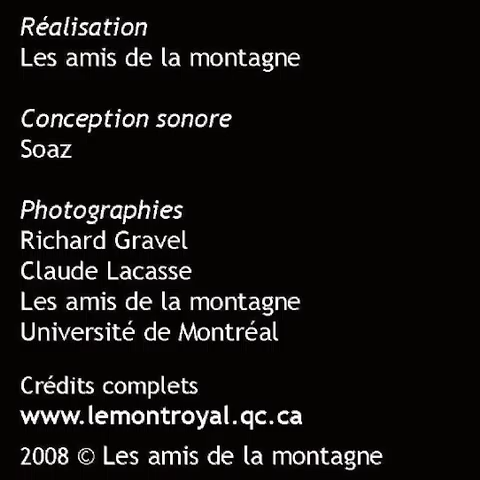 Réalisation
Les amis de la montagne
Conception sonore
Soaz
Photographies
Richard Gravel
Claude Lacasse
Les amis de la montagne
Université de Montréal
Crédits complets
www.lemontroyal.qc.ca
2008 © Les amis de la montagne